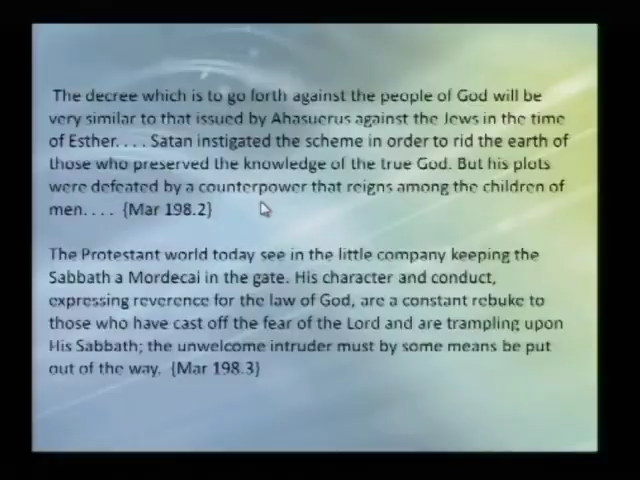 The decree which is to go forth against the people of God will be
very similar to that issued by Ahasuerus against the Jews in the time
of Esther. . . . Satan instigated the scheme in order to rid the earth of
those who preserved the knowledge of the true God. But his plots
were defeated by a counterpower that reigns among the children of
men. . . . {Mar 198.2}
The Protestant world today see in the little company keeping the
Sabbath a Mordecai in the gate. His character and conduct,
expressing reverence for the law of God, are a constant rebuke to
those who have cast off the fear of the Lord and are trampling upon
His Sabbath; the unwelcome intruder must by some means be put
out of the way. {Mar 198.3}